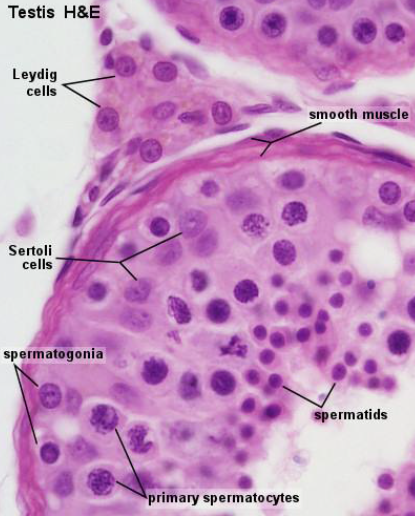 Testis H&E
Leydig
cells
smooth muscle
Sertoli
cells
spermatogonia
spermatids
primary spermatocytes